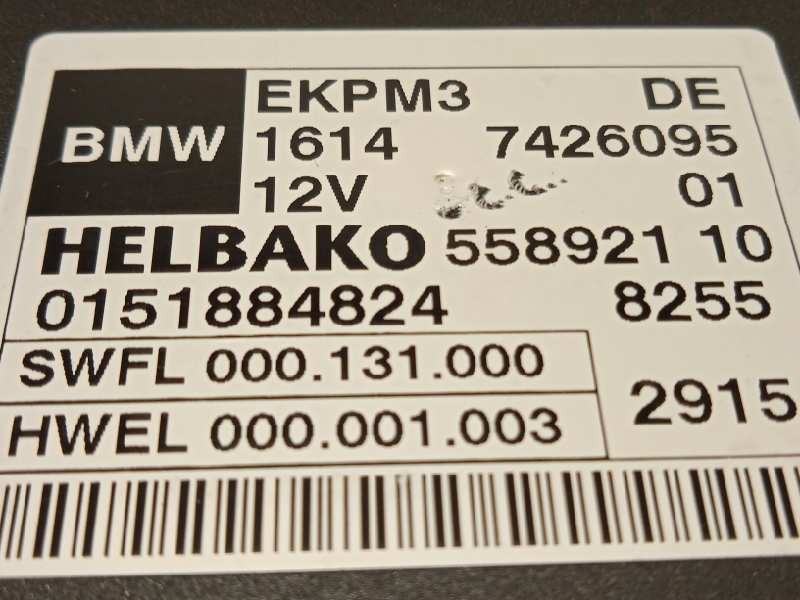 BMW
EKPM3 DE
1614 7426095
12V 01
HELBAKO 558921 10
0151884824 8255
SWFL 000.131.000
2915
HWEL 000.001.003